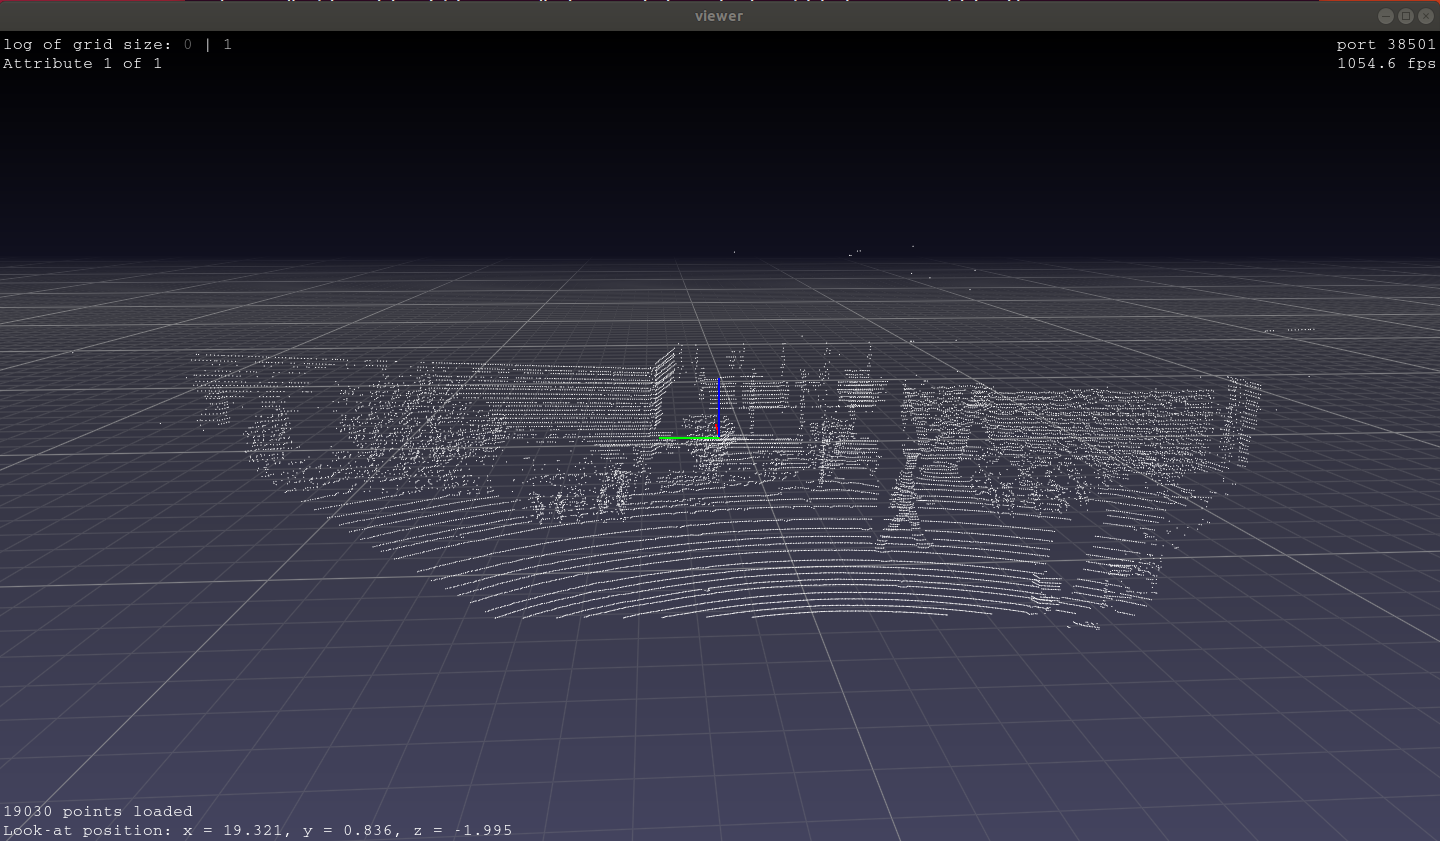 viewer
log of grid size: 0 | 1
port 38501
Attribute 1 of 1
1054.6 fps
19030 points loaded
Look-at position: x = 19.321, y = 0.836, z = -1.995